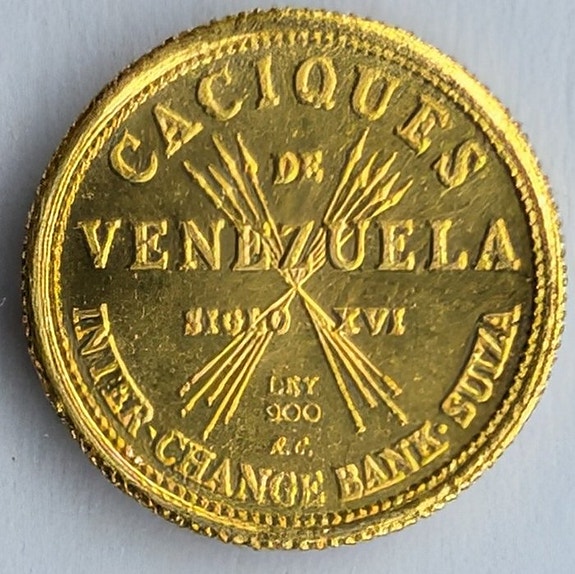 CACIQUES
DE
VENEZUELA
SIGLO XVI
LEY
900
A.C.
INTER-CHANGE BANK·SUIZA